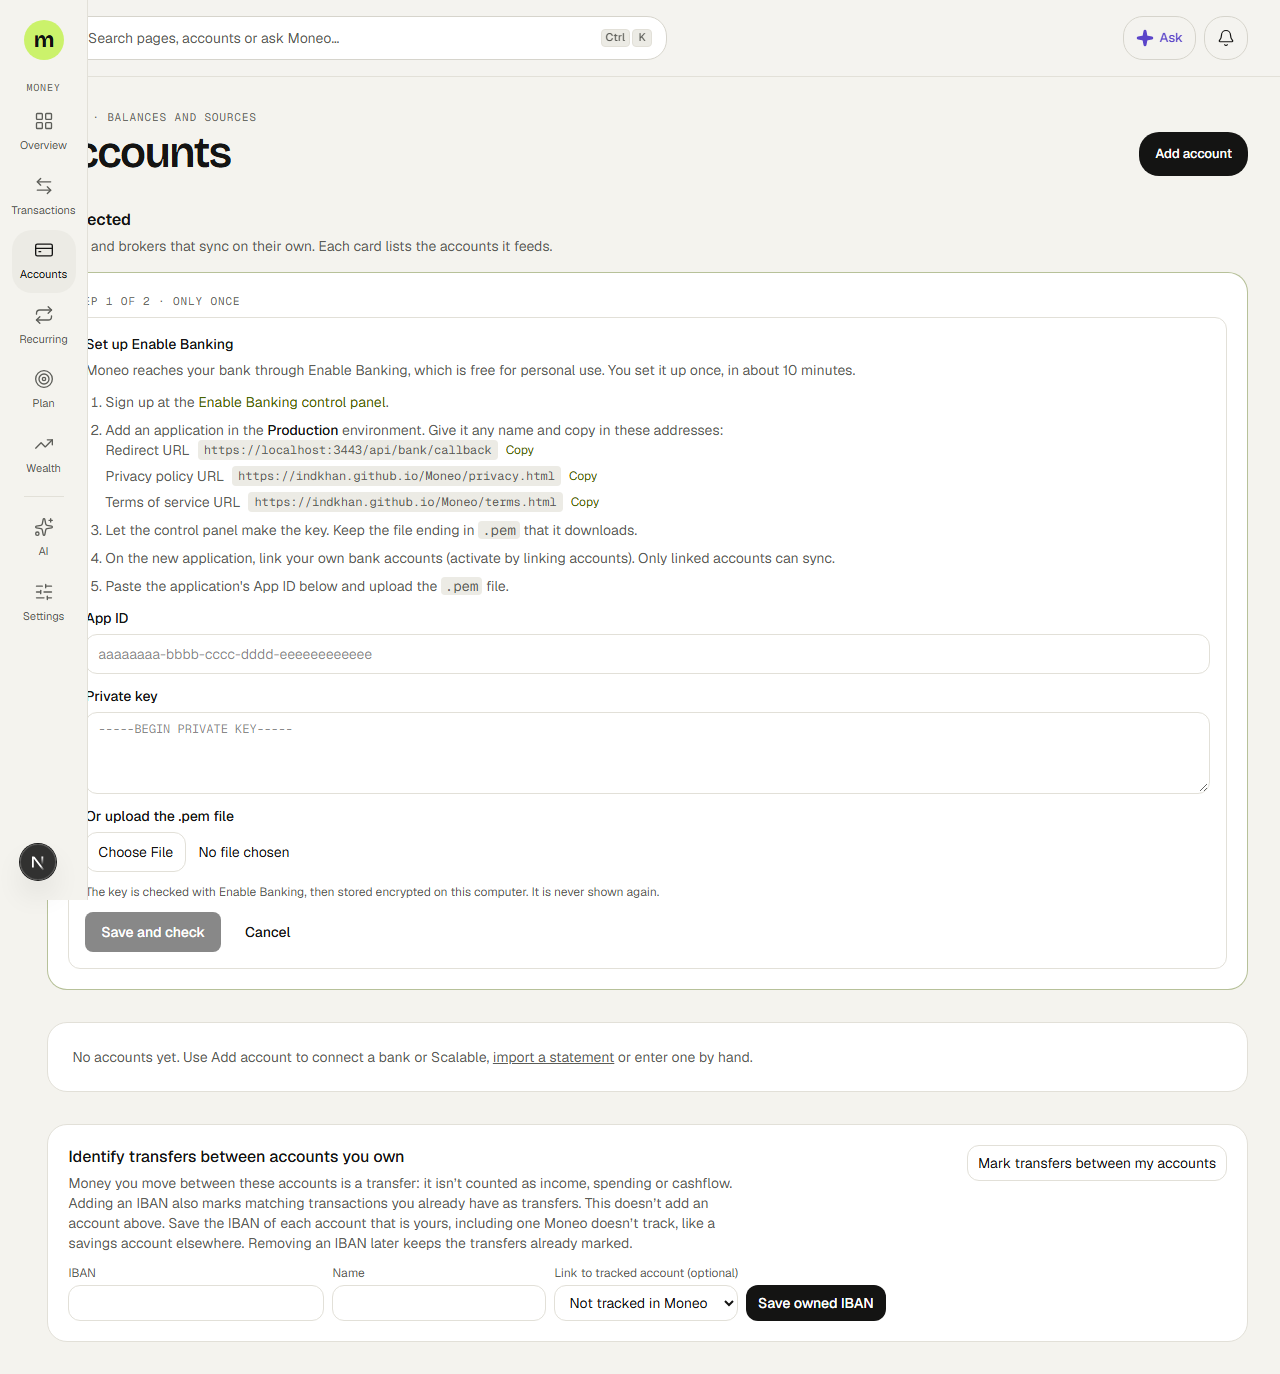 m
Search pages, accounts or ask Moneo...
Ctrl K
Ask
MONEY
Overview
Transactions
Accounts
Recurring
Plan
Wealth
AI
Settings
N
· BALANCES AND SOURCES
ccounts
Add account
ected
and brokers that sync on their own. Each card lists the accounts it feeds.
EP 1 OF 2 · ONLY ONCE
Set up Enable Banking
Moneo reaches your bank through Enable Banking, which is free for personal use. You set it up once, in about 10 minutes.
1. Sign up at the Enable Banking control panel.
2. Add an application in the Production environment. Give it any name and copy in these addresses:
Redirect URL https://localhost:3443/api/bank/callback Copy
Privacy policy URL https://indkhan.github.io/Moneo/privacy.html Copy
Terms of service URL https://indkhan.github.io/Moneo/terms.html Copy
3. Let the control panel make the key. Keep the file ending in .pem that it downloads.
4. On the new application, link your own bank accounts (activate by linking accounts). Only linked accounts can sync.
5. Paste the application's App ID below and upload the .pem file.
App ID
aaaaaaaa-bbbb-cccc-dddd-eeeeeeeeeeee
Private key
-----BEGIN PRIVATE KEY-----
Or upload the .pem file
Choose File No file chosen
The key is checked with Enable Banking, then stored encrypted on this computer. It is never shown again.
Save and check Cancel
No accounts yet. Use Add account to connect a bank or Scalable, import a statement or enter one by hand.
Identify transfers between accounts you own
Mark transfers between my accounts
Money you move between these accounts is a transfer: it isn't counted as income, spending or cashflow.
Adding an IBAN also marks matching transactions you already have as transfers. This doesn't add an
account above. Save the IBAN of each account that is yours, including one Moneo doesn't track, like a
savings account elsewhere. Removing an IBAN later keeps the transfers already marked.
IBAN Name Link to tracked account (optional)
Not tracked in Moneo Save owned IBAN